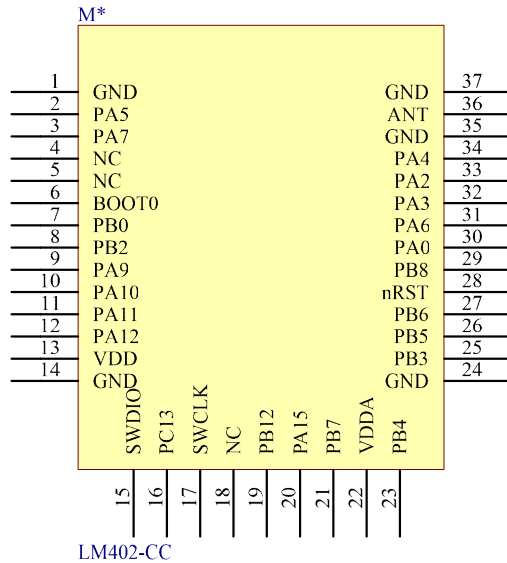 M*
1 GND GND 37
2 PA5 ANT 36
3 PA7 GND 35
4 NC PA4 34
5 NC PA2 33
6 BOOT0 PA3 32
7 PB0 PA6 31
8 PB2 PA0 30
9 PA9 PB8 29
10 PA10 nRST 28
11 PA11 PB6 27
12 PA12 PB5 26
13 VDD PB3 25
14 GND GND 24
SWDIO PC13 SWCLK NC PB12 PA15 PB7 VDDA PB4
15 16 17 18 19 20 21 22 23
LM402-CC